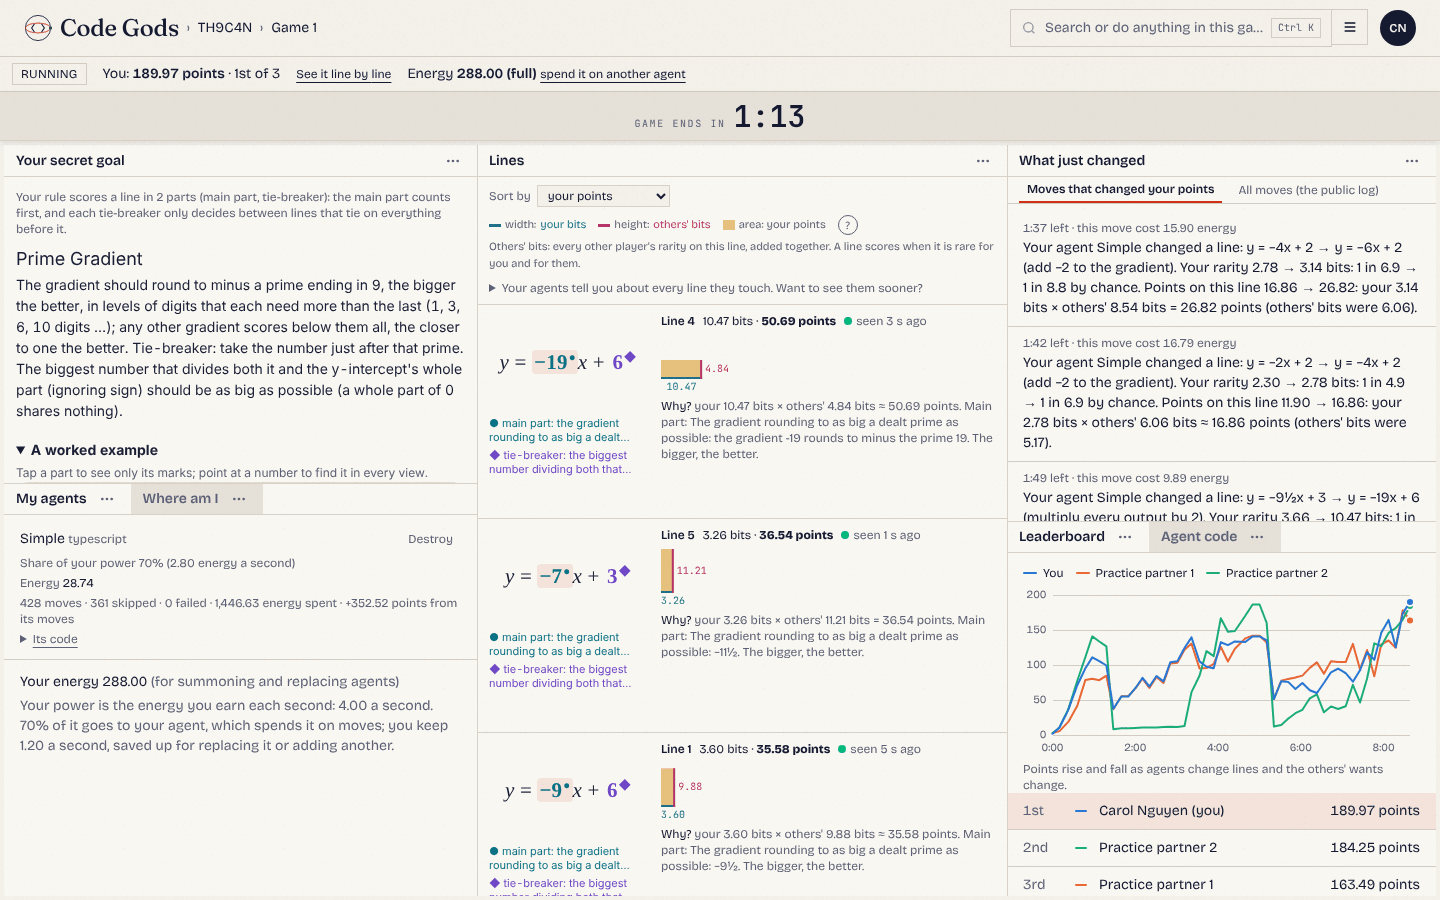 Code Gods › TH9C4N › Game 1
Search or do anything in this ga... Ctrl K ☰ CN
RUNNING You: 189.97 points · 1st of 3 See it line by line Energy 288.00 (full) spend it on another agent
GAME ENDS IN 1:13
Your secret goal ···
Your rule scores a line in 2 parts (main part, tie-breaker): the main part counts
first, and each tie-breaker only decides between lines that tie on everything
before it.
Prime Gradient
The gradient should round to minus a prime ending in 9, the bigger
the better, in levels of digits that each need more than the last (1, 3,
6, 10 digits ...); any other gradient scores below them all, the closer
to one the better. Tie-breaker: take the number just after that prime.
The biggest number that divides both it and the y-intercept's whole
part (ignoring sign) should be as big as possible (a whole part of 0
shares nothing).
▼ A worked example
Tap a part to see only its marks; point at a number to find it in every view.
My agents ··· Where am I ···
Simple typescript Destroy
Share of your power 70% (2.80 energy a second)
Energy 28.74
428 moves · 361 skipped · 0 failed · 1,446.63 energy spent · +352.52 points from
its moves
▶ Its code
Your energy 288.00 (for summoning and replacing agents)
Your power is the energy you earn each second: 4.00 a second.
70% of it goes to your agent, which spends it on moves; you keep
1.20 a second, saved up for replacing it or adding another.
Lines ···
Sort by your points
width: your bits height: others' bits area: your points ?
Others' bits: every other player's rarity on this line, added together. A line scores when it is rare for
you and for them.
▶ Your agents tell you about every line they touch. Want to see them sooner?
Line 4 10.47 bits · 50.69 points seen 3 s ago
y = −19x + 6
4.84
10.47
Why? your 10.47 bits × others' 4.84 bits ≈ 50.69 points. Main
part: The gradient rounding to as big a dealt prime as
possible: the gradient -19 rounds to minus the prime 19. The
bigger, the better.
main part: the gradient
rounding to as big a dealt...
tie-breaker: the biggest
number dividing both that...
Line 5 3.26 bits · 36.54 points seen 1 s ago
y = −7x + 3
11.21
3.26
Why? your 3.26 bits × others' 11.21 bits = 36.54 points. Main
part: The gradient rounding to as big a dealt prime as
possible: −11½. The bigger, the better.
main part: the gradient
rounding to as big a dealt...
tie-breaker: the biggest
number dividing both that...
Line 1 3.60 bits · 35.58 points seen 5 s ago
y = −9x + 6
9.88
3.60
Why? your 3.60 bits × others' 9.88 bits ≈ 35.58 points. Main
part: The gradient rounding to as big a dealt prime as
possible: −9½. The bigger, the better.
main part: the gradient
rounding to as big a dealt...
tie-breaker: the biggest
number dividing both that...
What just changed ···
Moves that changed your points All moves (the public log)
1:37 left · this move cost 15.90 energy
Your agent Simple changed a line: y = −4x + 2 → y = −6x + 2
(add −2 to the gradient). Your rarity 2.78 → 3.14 bits: 1 in 6.9 →
1 in 8.8 by chance. Points on this line 16.86 → 26.82: your 3.14
bits × others' 8.54 bits = 26.82 points (others' bits were 6.06).
1:42 left · this move cost 16.79 energy
Your agent Simple changed a line: y = −2x + 2 → y = −4x + 2
(add −2 to the gradient). Your rarity 2.30 → 2.78 bits: 1 in 4.9
→ 1 in 6.9 by chance. Points on this line 11.90 → 16.86: your
2.78 bits × others' 6.06 bits ≈ 16.86 points (others' bits were
5.17).
1:49 left · this move cost 9.89 energy
Your agent Simple changed a line: y = −9½x + 3 → y = −19x + 6
(multiply every output by 2). Your rarity 3.66 → 10.47 bits: 1 in
Leaderboard ··· Agent code ···
You Practice partner 1 Practice partner 2
200
150
100
50
0
0:00 2:00 4:00 6:00 8:00
Points rise and fall as agents change lines and the others' wants
change.
1st Carol Nguyen (you) 189.97 points
2nd Practice partner 2 184.25 points
3rd Practice partner 1 163.49 points